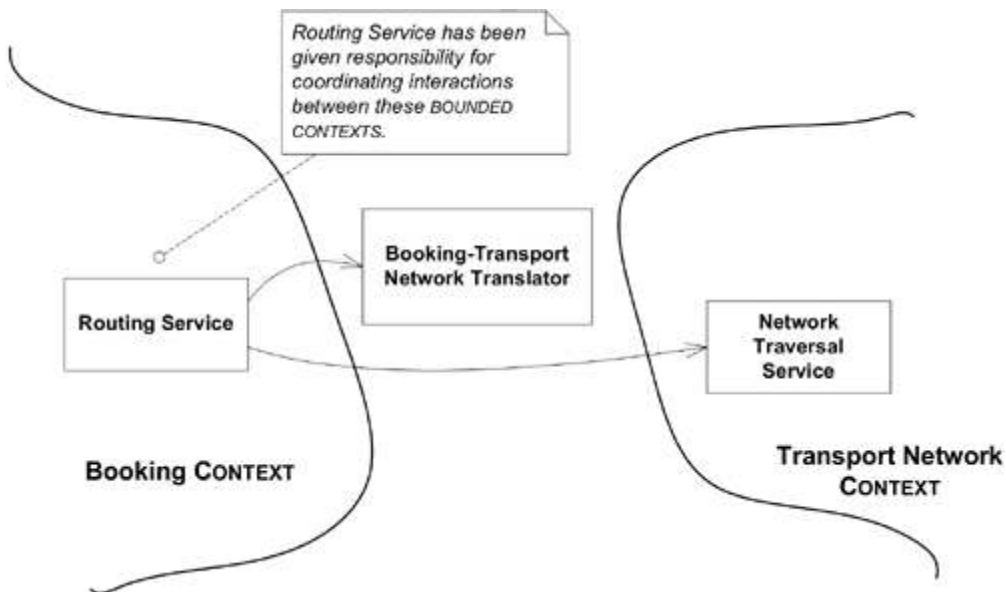 Routing Service has been
given responsibility for
coordinating interactions
between these BOUNDED
CONTEXTS.
Booking-Transport
Network Translator
Routing Service
Network
Traversal
Service
Booking CONTEXT
Transport Network
CONTEXT